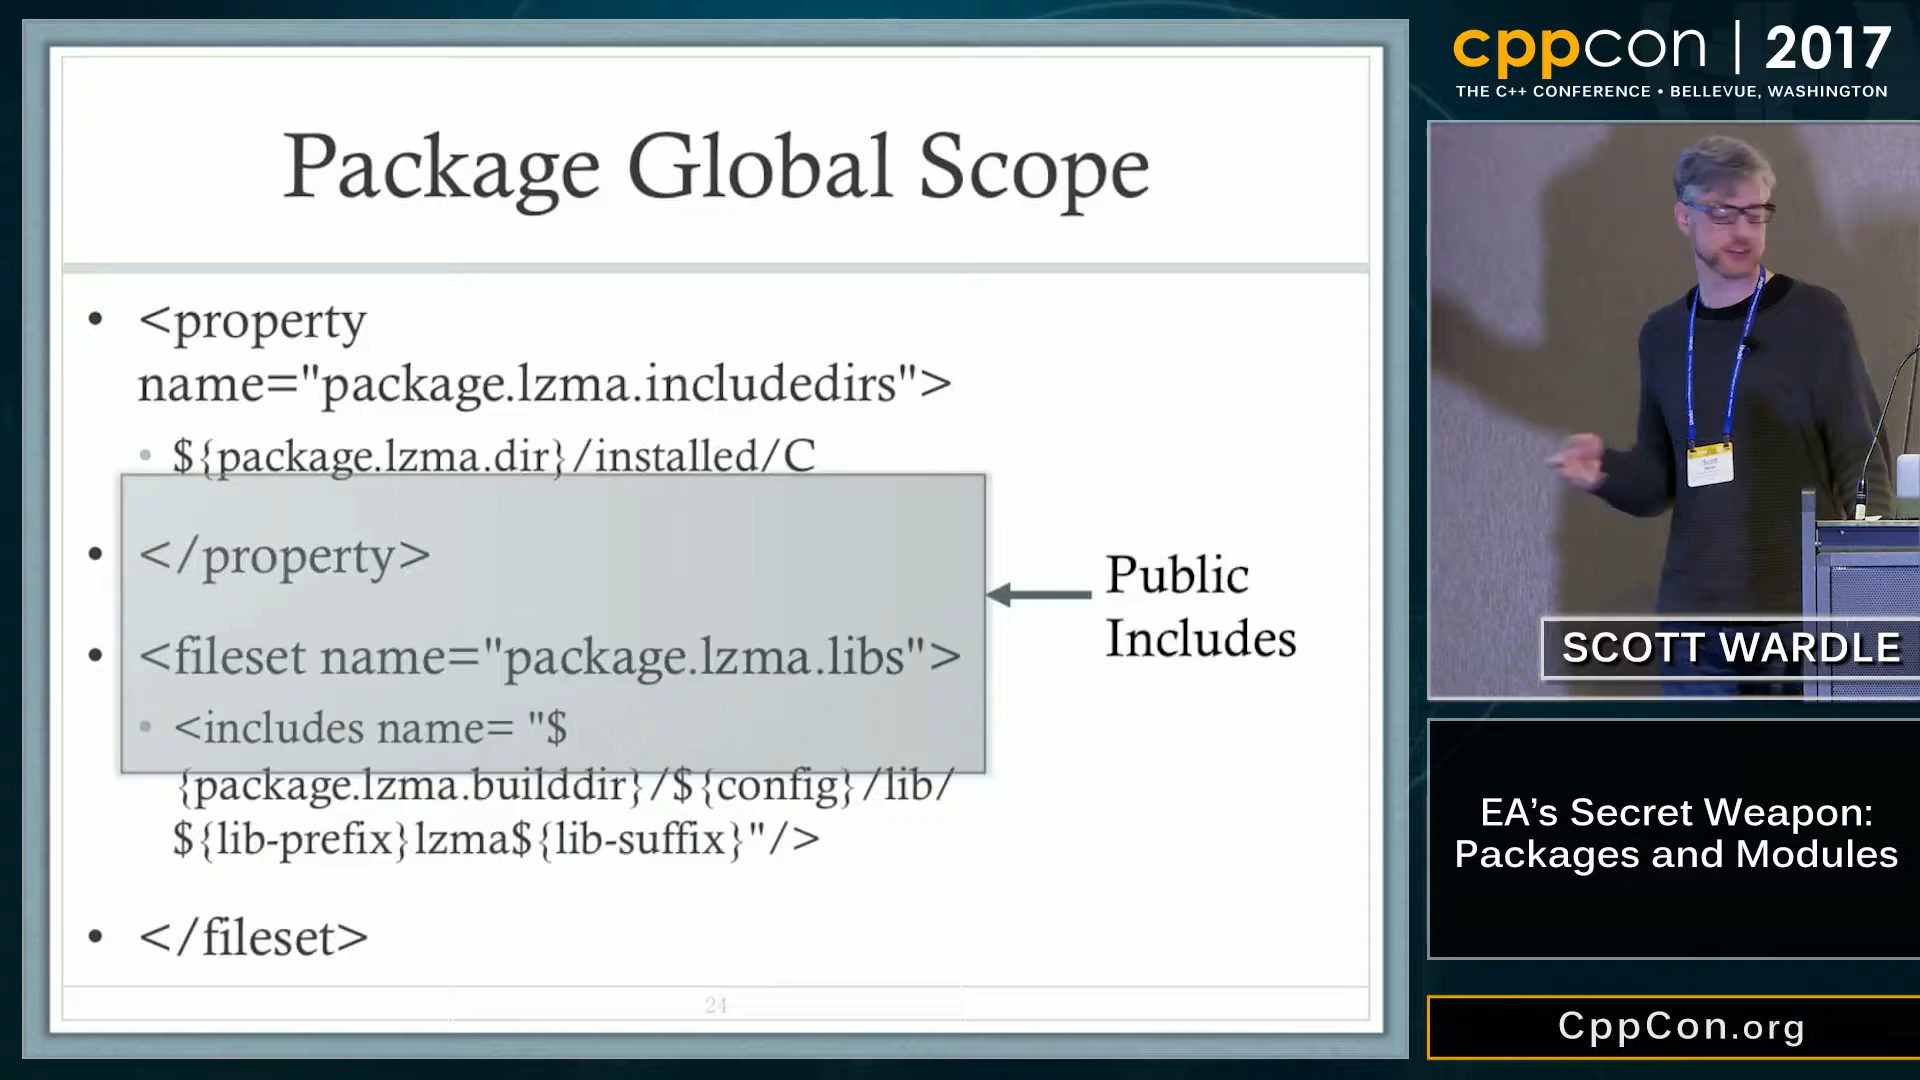 Package Global Scope
• <property
name="package.lzma.includedirs">
• ${package.lzma.dir}/installed/C
• </property>
• <fileset name="package.lzma.libs">
• <includes name= "$
{package.lzma.builddir}/${config}/lib/
${lib-prefix}lzma${lib-suffix}"/>
• </fileset>
Public
Includes
24
cppcon | 2017
THE C++ CONFERENCE • BELLEVUE, WASHINGTON
SCOTT WARDLE
EA’s Secret Weapon:
Packages and Modules
CppCon.org